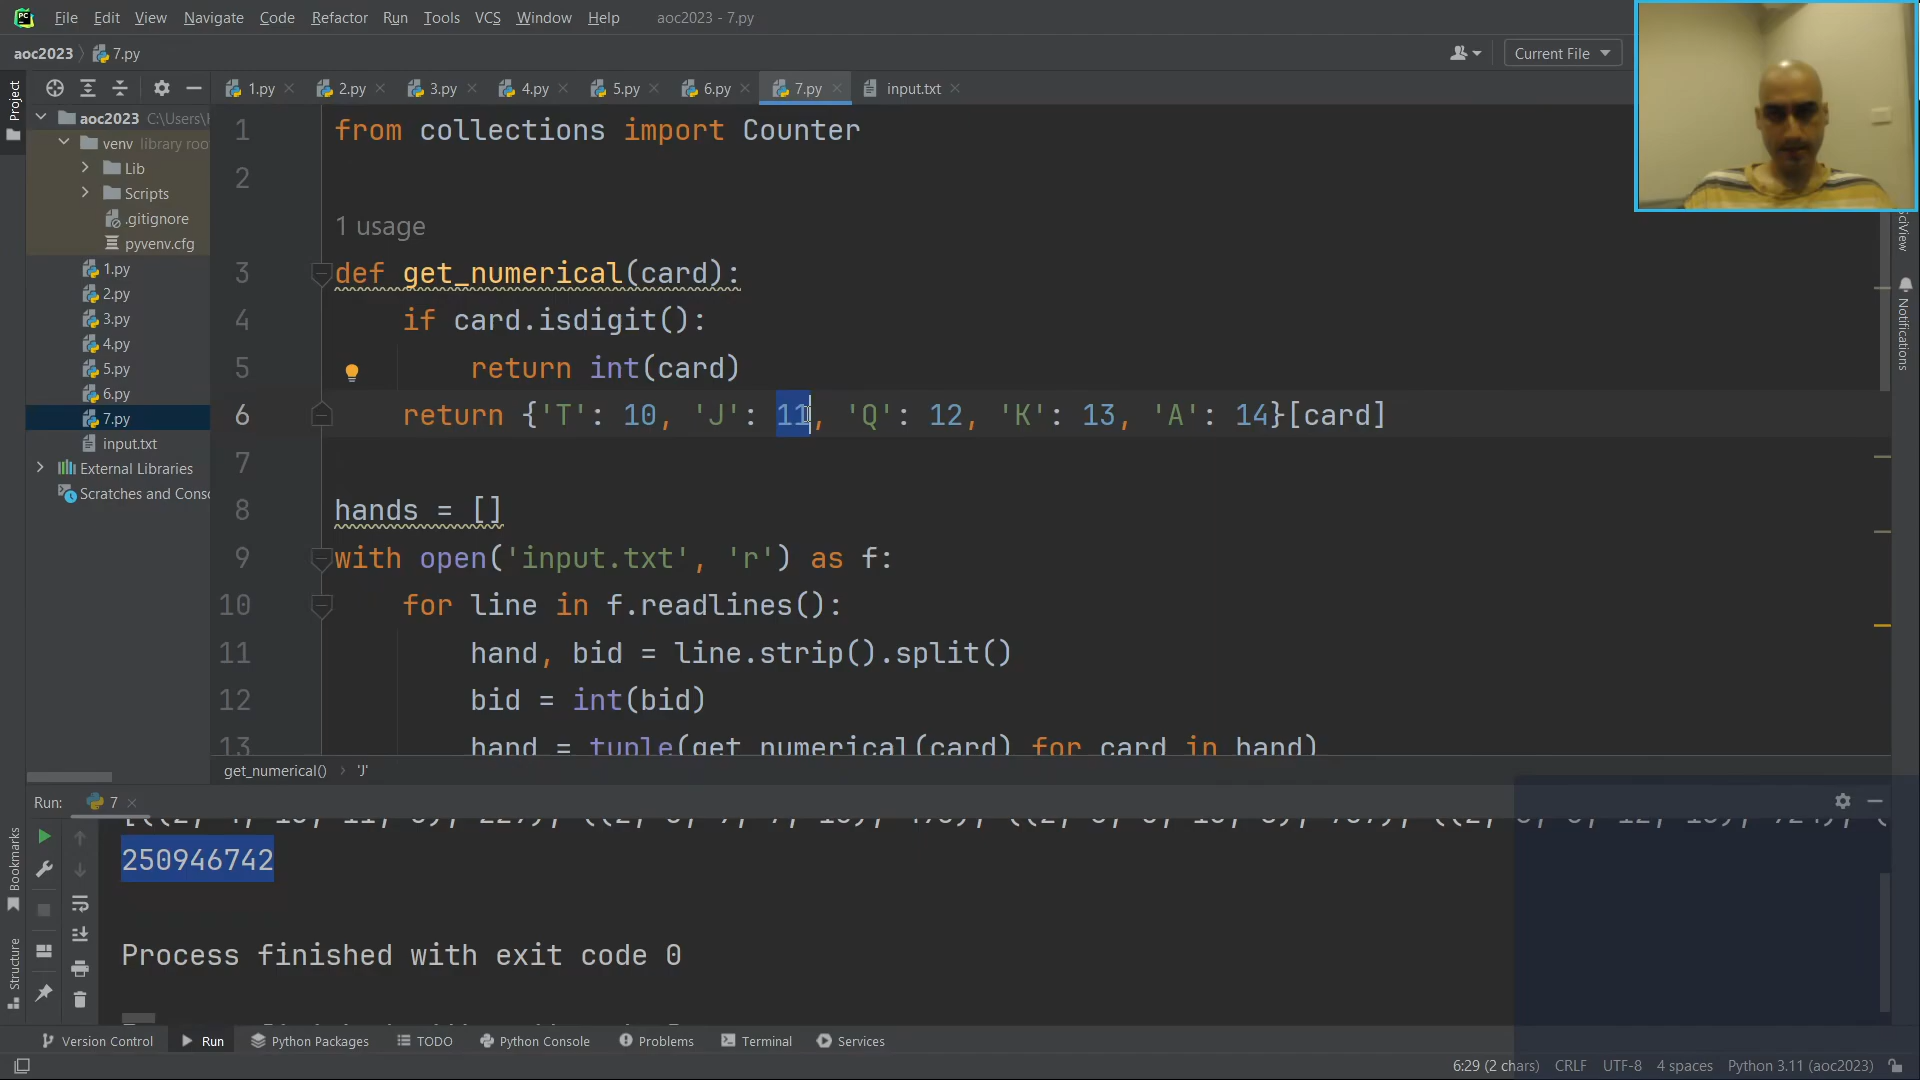 File Edit View Navigate Code Refactor Run Tools VCS Window Help aoc2023 - 7.py
aoc2023 7.py Current File
Project 1.py 2.py 3.py 4.py 5.py 6.py 7.py input.txt
aoc2023 C:\Users\
venv library roo
Lib
Scripts
.gitignore
pyvenv.cfg
1.py
2.py
3.py
4.py
5.py
6.py
7.py
input.txt
External Libraries
Scratches and Conso
1 from collections import Counter
2
1 usage
3 def get_numerical(card):
4 if card.isdigit():
5 return int(card)
6 return {'T': 10, 'J': 11, 'Q': 12, 'K': 13, 'A': 14}[card]
7
8 hands = []
9 with open('input.txt', 'r') as f:
10 for line in f.readlines():
11 hand, bid = line.strip().split()
12 bid = int(bid)
13 hand = tuple(get_numerical(card) for card in hand)
get_numerical() 'J'
SciView
Notifications
Run: 7
250946742
Process finished with exit code 0
Bookmarks
Structure
Version Control Run Python Packages TODO Python Console Problems Terminal Services
6:29 (2 chars) CRLF UTF-8 4 spaces Python 3.11 (aoc2023)